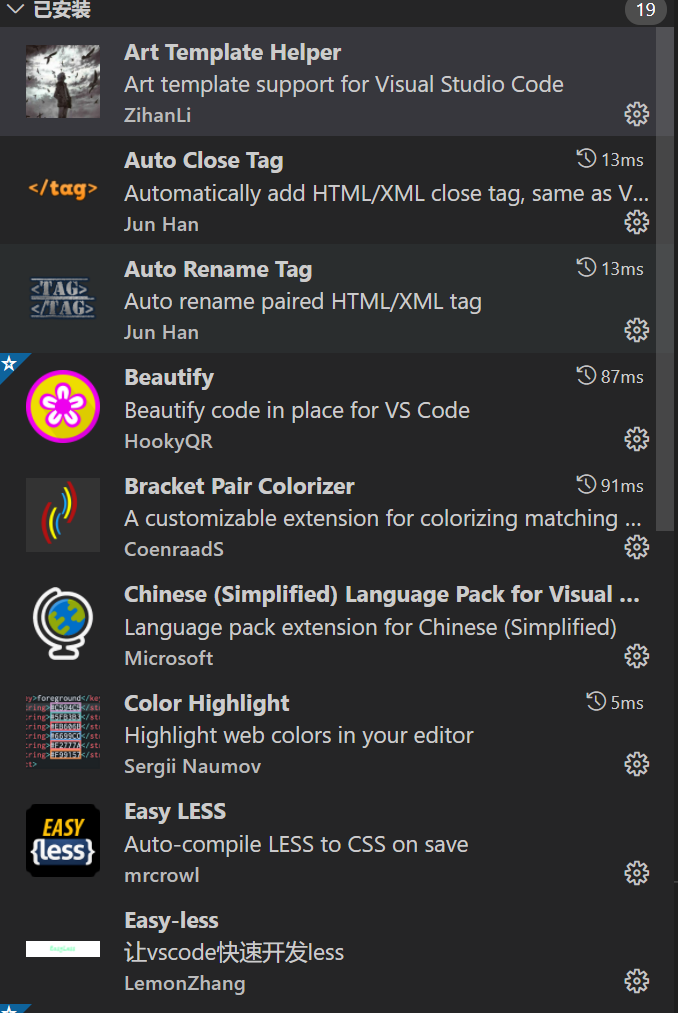 已安装
19
Art Template Helper
Art template support for Visual Studio Code
ZihanLi
</tag>
Auto Close Tag
13ms
Automatically add HTML/XML close tag, same as V...
Jun Han
<TAG>
</TAG>
Auto Rename Tag
13ms
Auto rename paired HTML/XML tag
Jun Han
Beautify
87ms
Beautify code in place for VS Code
HookyQR
Bracket Pair Colorizer
91ms
A customizable extension for colorizing matching ...
CoenraadS
Chinese (Simplified) Language Pack for Visual ...
Language pack extension for Chinese (Simplified)
Microsoft
Color Highlight
5ms
Highlight web colors in your editor
Sergii Naumov
EASY
{less}
Easy LESS
Auto-compile LESS to CSS on save
mrcrowl
Easy-less
让vscode快速开发less
LemonZhang